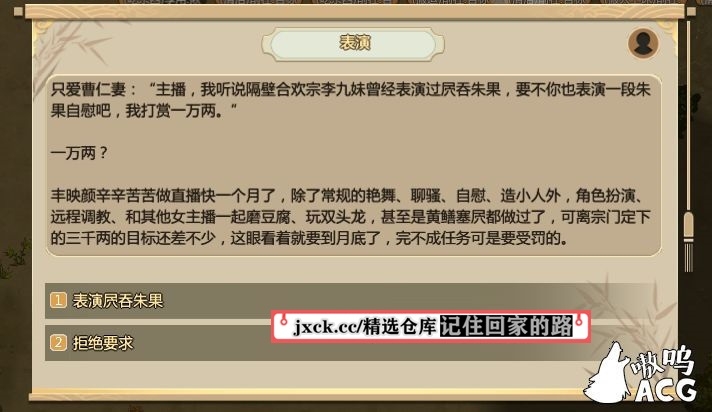 表演
只爱曹仁妻：“主播，我听说隔壁合欢宗李九妹曾经表演过屄吞朱果，要不你也表演一段朱
果自慰吧，我打赏一万两。”
一万两？
丰映颜辛辛苦苦做直播快一个月了，除了常规的艳舞、聊骚、自慰、造小人外，角色扮演、
远程调教、和其他女主播一起磨豆腐、玩双头龙，甚至是黄鳝塞屄都做过了，可离宗门定下
的三千两的目标还差不少，这眼看着就要到月底了，完不成任务可是要受罚的。
1 表演屄吞朱果
jxck.cc/精选仓库 记住回家的路
2 拒绝要求
嗷呜
ACG